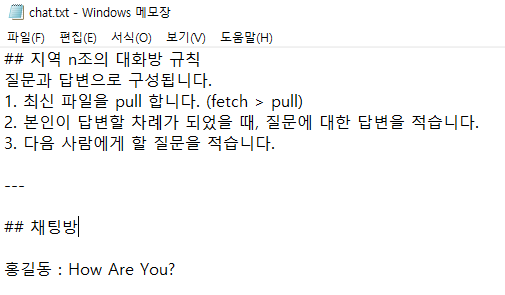 chat.txt - Windows 메모장
파일(F) 편집(E) 서식(O) 보기(V) 도움말(H)
## 지역 n조의 대화방 규칙
질문과 답변으로 구성됩니다.
1. 최신 파일을 pull 합니다. (fetch > pull)
2. 본인이 답변할 차례가 되었을 때, 질문에 대한 답변을 적습니다.
3. 다음 사람에게 할 질문을 적습니다.
---
## 채팅방
홍길동 : How Are You?